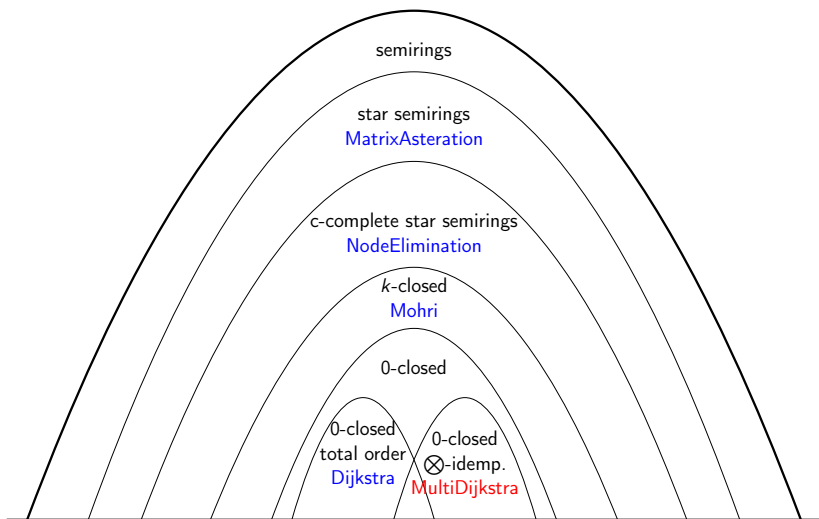 semirings
star semirings
MatrixAsteration
c-complete star semirings
NodeElimination
k-closed
Mohri
0-closed
0-closed
total order
Dijkstra
0-closed
⊗-idemp.
MultiDijkstra